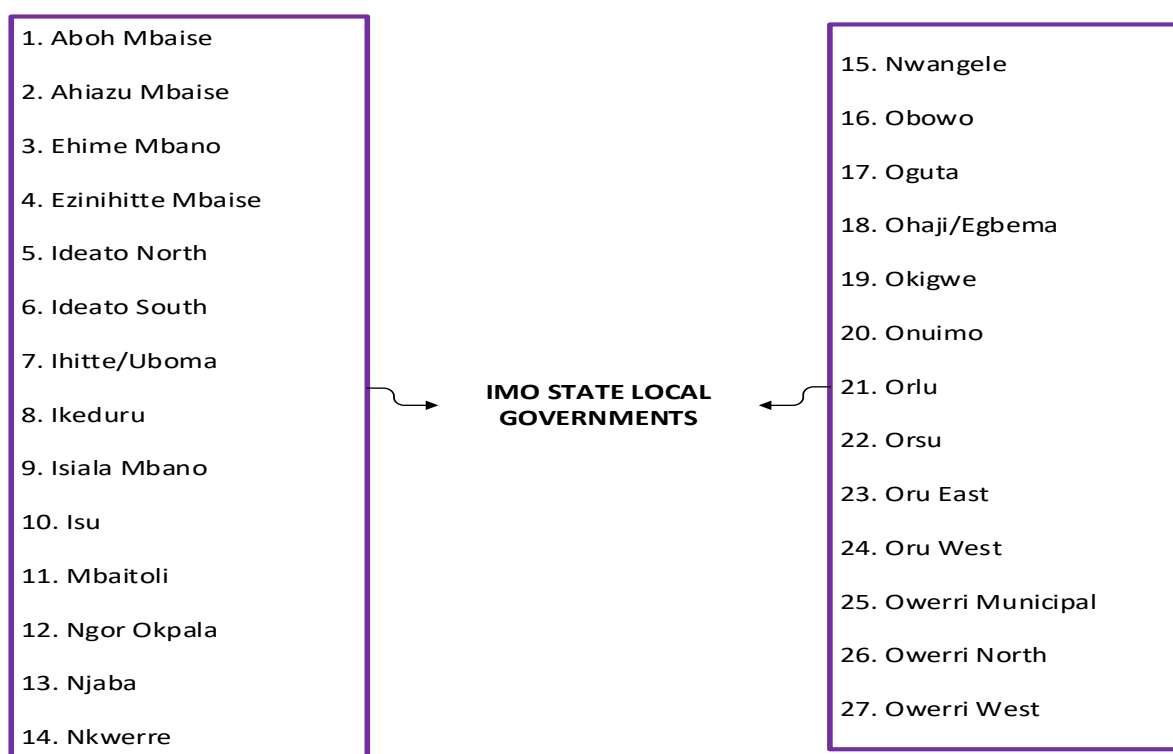 1. Aboh Mbaise
2. Ahiazu Mbaise
3. Ehime Mbano
4. Ezinihitte Mbaise
5. Ideato North
6. Ideato South
7. Ihitte/Uboma
8. Ikeduru
9. Isiala Mbano
10. Isu
11. Mbaitoli
12. Ngor Okpala
13. Njaba
14. Nkwerre
IMO STATE LOCAL
GOVERNMENTS
15. Nwangele
16. Obowo
17. Oguta
18. Ohaji/Egbema
19. Okigwe
20. Onuimo
21. Orlu
22. Orsu
23. Oru East
24. Oru West
25. Owerri Municipal
26. Owerri North
27. Owerri West